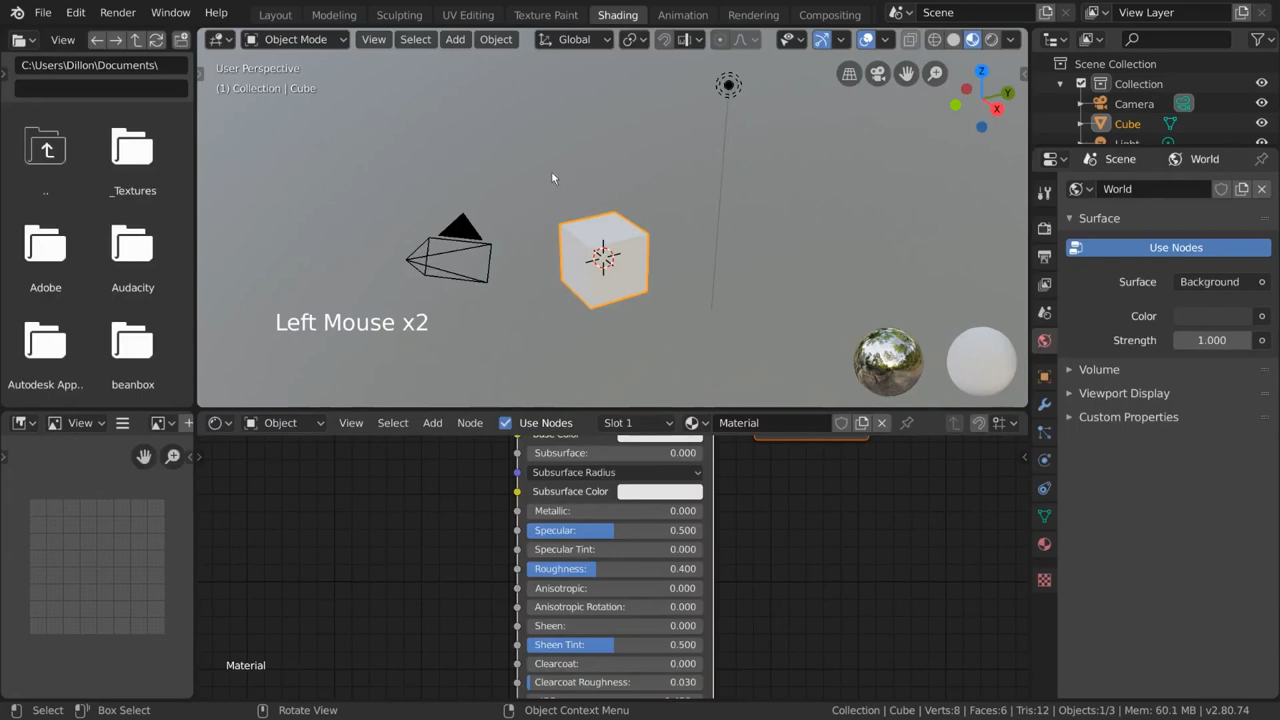 File Edit Render Window Help
Layout Modeling Sculpting UV Editing Texture Paint Shading Animation Rendering Compositing
Scene
View Layer
View
Object Mode View Select Add Object Global
C:\Users\Dillon\Documents\
User Perspective
(1) Collection | Cube
Z
Y
X
Scene Collection
Collection
Camera
Cube
Light
Scene World
World
Surface
Use Nodes
Surface Background
Color
Strength 1.000
Volume
Viewport Display
Custom Properties
..
_Textures
Adobe
Audacity
Autodesk App..
beanbox
Left Mouse x2
View
Object View Select Add Node Use Nodes Slot 1 Material
Base Color
Subsurface: 0.000
Subsurface Radius
Subsurface Color
Metallic: 0.000
Specular: 0.500
Specular Tint: 0.000
Roughness: 0.400
Anisotropic: 0.000
Anisotropic Rotation: 0.000
Sheen: 0.000
Sheen Tint: 0.500
Clearcoat: 0.000
Clearcoat Roughness: 0.030
Material
Select Box Select Rotate View Object Context Menu
Collection | Cube | Verts:8 | Faces:6 | Tris:12 | Objects:1/3 | Mem: 60.1 MB | v2.80.74